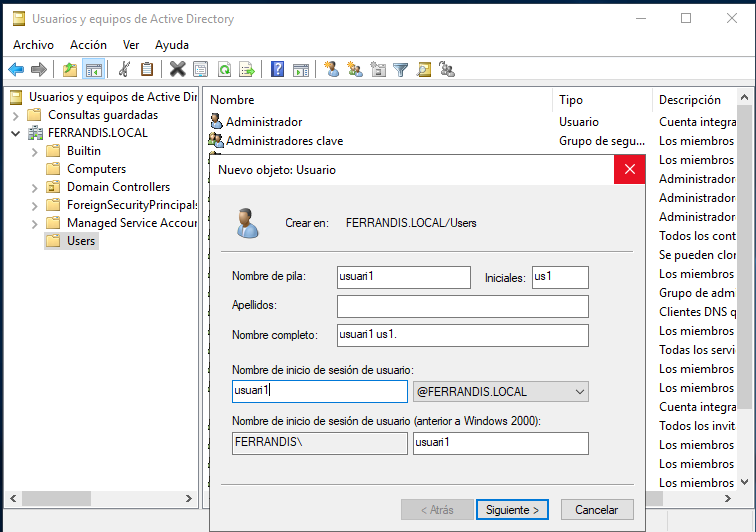 Usuarios y equipos de Active Directory
Archivo Acción Ver Ayuda
Usuarios y equipos de Active Direc
Consultas guardadas
FERRANDIS.LOCAL
Builtin
Computers
Domain Controllers
ForeignSecurityPrincipals
Managed Service Accour
Users
Nombre Tipo Descripción
Administrador Usuario Cuenta integra
Administradores clave Grupo de segu... Los miembros
Los miembros
Administrador
Administrador
Administrador
Todos los cont
Se pueden clor
Los miembros
Grupo de adm
Clientes DNS q
Los miembros
Todas los servi
Los miembros
Los miembros
Cuenta integra
Todos los invit
Los miembros
Los miembros
Los miembros
Nuevo objeto: Usuario
Crear en: FERRANDIS.LOCAL/Users
Nombre de pila: usuari1 Iniciales: us1
Apellidos:
Nombre completo: usuari1 us1.
Nombre de inicio de sesión de usuario:
usuari1 @FERRANDIS.LOCAL
Nombre de inicio de sesión de usuario (anterior a Windows 2000):
FERRANDIS\ usuari1
< Atrás Siguiente > Cancelar